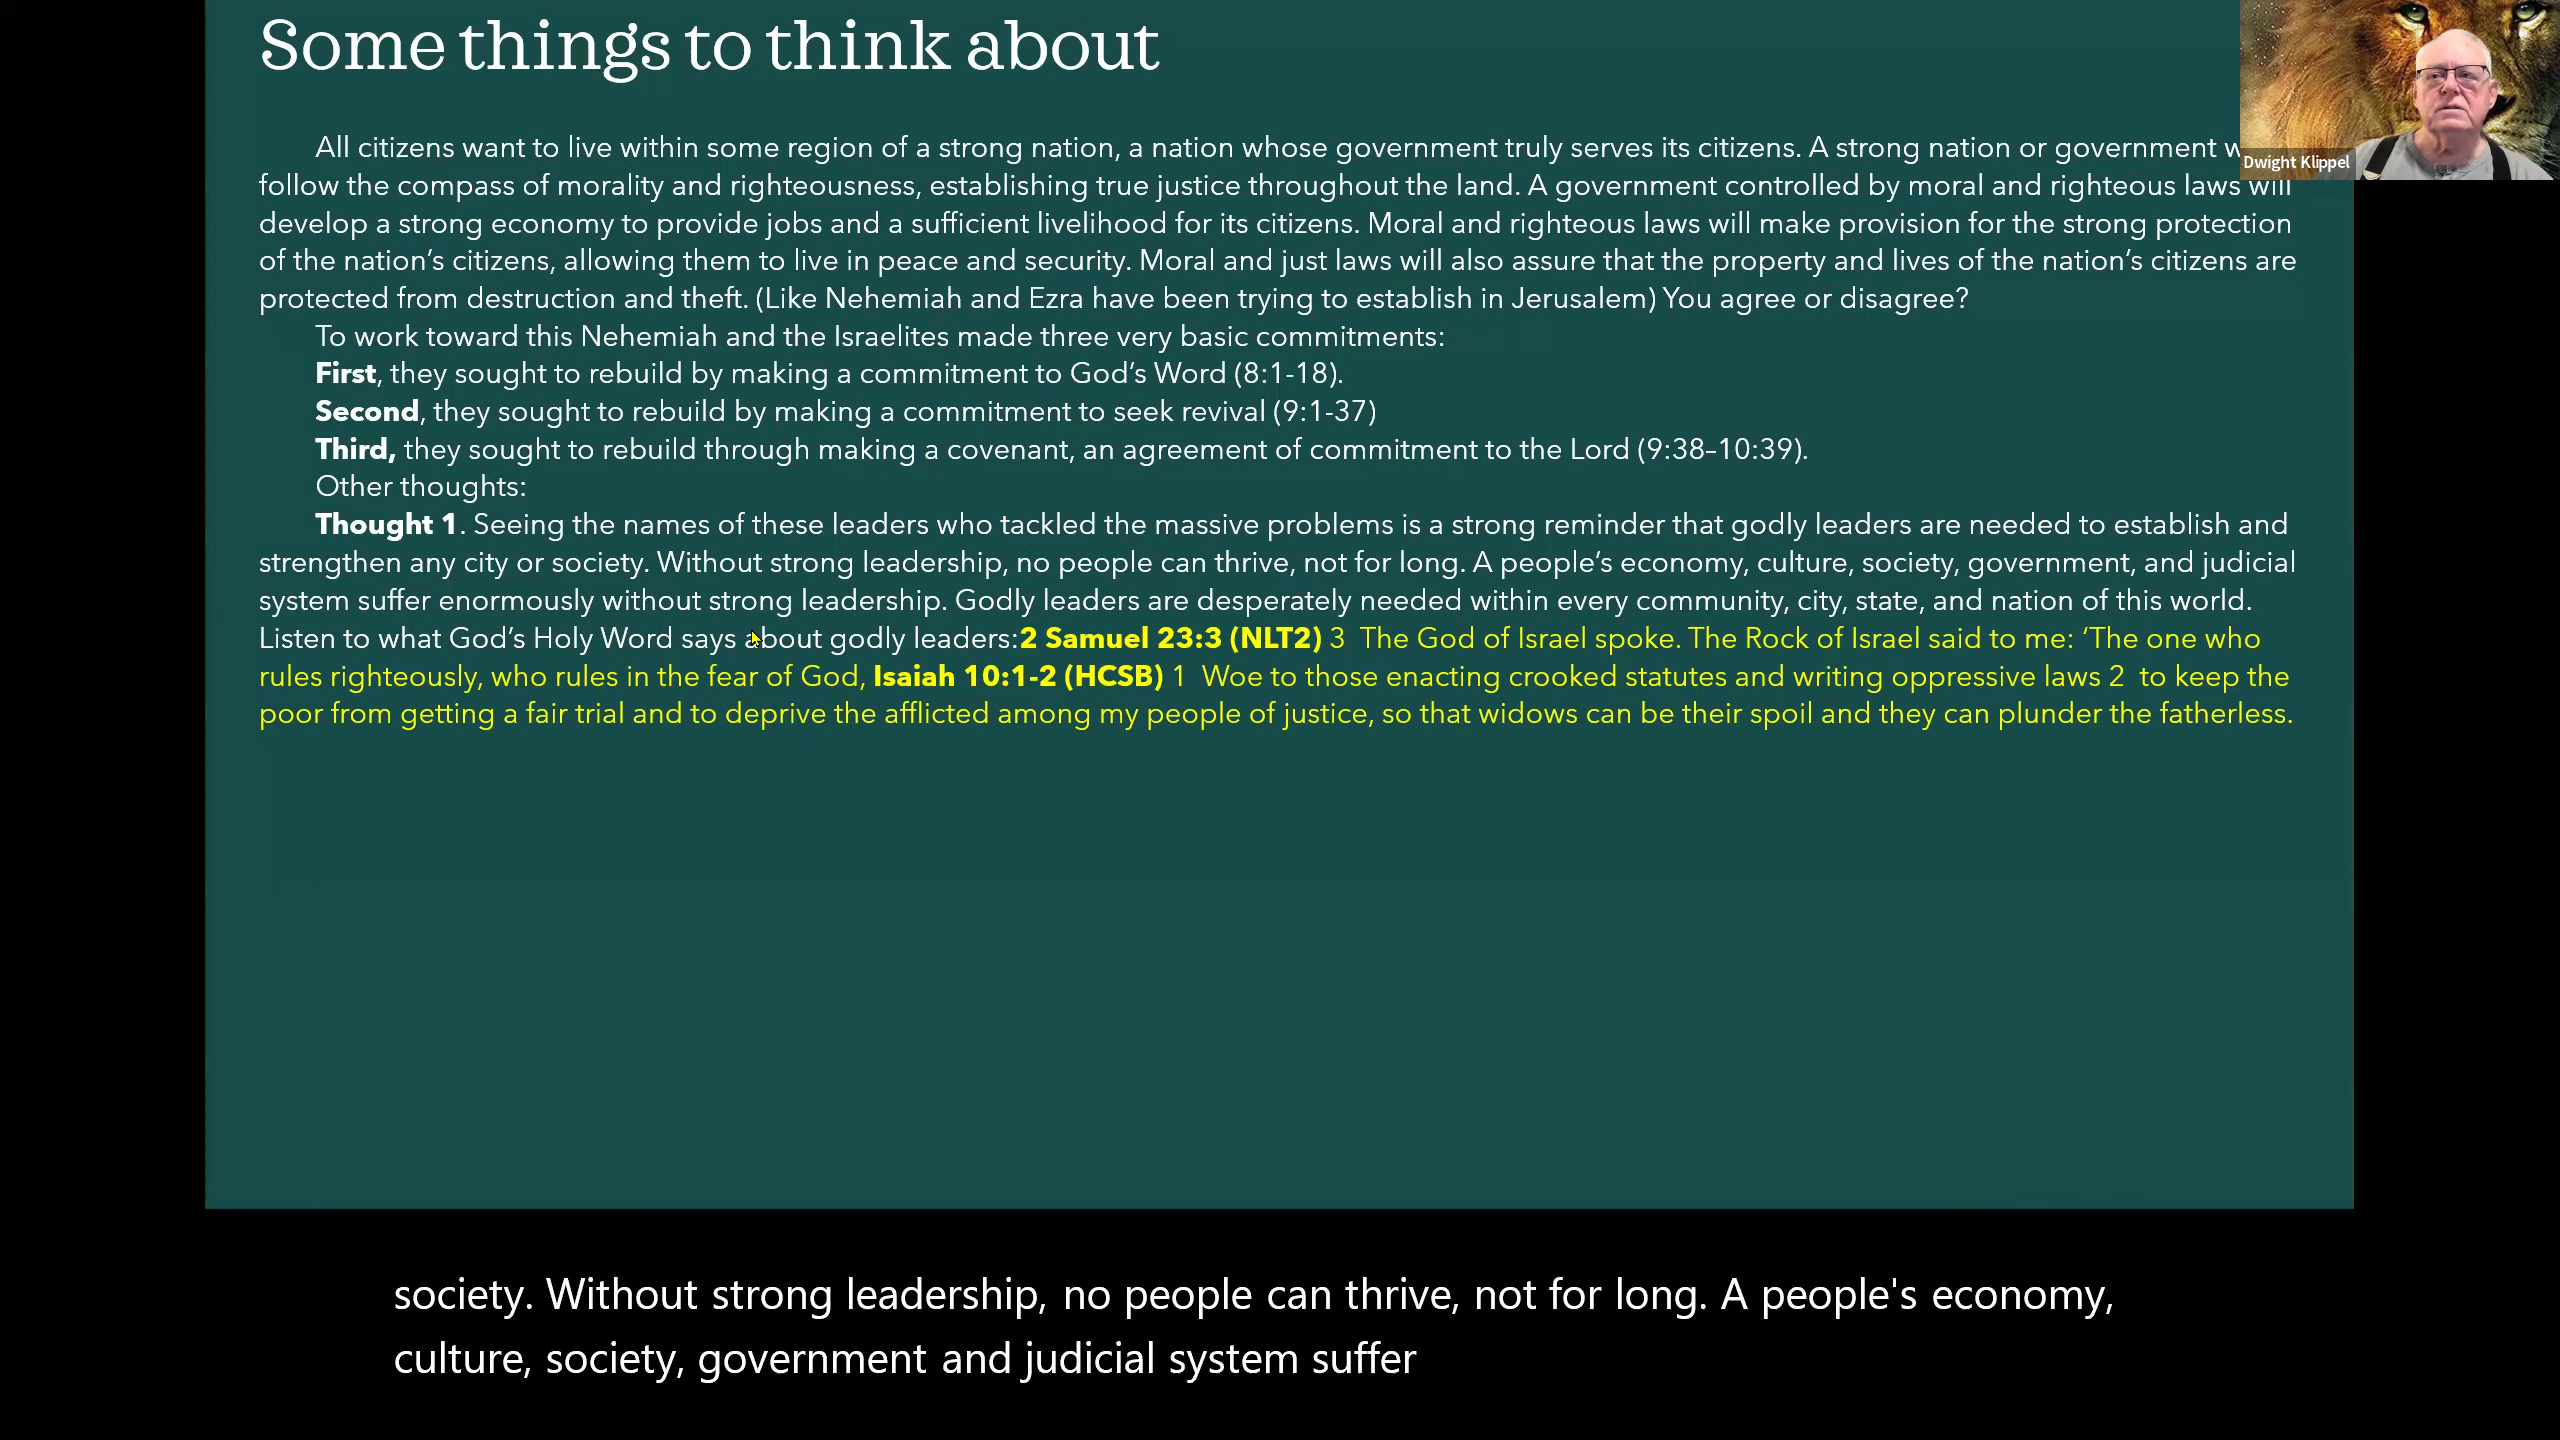 Some things to think about
Dwight Klippel
All citizens want to live within some region of a strong nation, a nation whose government truly serves its citizens. A strong nation or government
follow the compass of morality and righteousness, establishing true justice throughout the land. A government controlled by moral and righteous laws will
develop a strong economy to provide jobs and a sufficient livelihood for its citizens. Moral and righteous laws will make provision for the strong protection
of the nation’s citizens, allowing them to live in peace and security. Moral and just laws will also assure that the property and lives of the nation’s citizens are
protected from destruction and theft. (Like Nehemiah and Ezra have been trying to establish in Jerusalem) You agree or disagree?
To work toward this Nehemiah and the Israelites made three very basic commitments:
First, they sought to rebuild by making a commitment to God’s Word (8:1-18).
Second, they sought to rebuild by making a commitment to seek revival (9:1-37)
Third, they sought to rebuild through making a covenant, an agreement of commitment to the Lord (9:38–10:39).
Other thoughts:
Thought 1. Seeing the names of these leaders who tackled the massive problems is a strong reminder that godly leaders are needed to establish and
strengthen any city or society. Without strong leadership, no people can thrive, not for long. A people’s economy, culture, society, government, and judicial
system suffer enormously without strong leadership. Godly leaders are desperately needed within every community, city, state, and nation of this world.
Listen to what God’s Holy Word says about godly leaders:2 Samuel 23:3 (NLT2) 3 The God of Israel spoke. The Rock of Israel said to me: ‘The one who
rules righteously, who rules in the fear of God, Isaiah 10:1-2 (HCSB) 1 Woe to those enacting crooked statutes and writing oppressive laws 2 to keep the
poor from getting a fair trial and to deprive the afflicted among my people of justice, so that widows can be their spoil and they can plunder the fatherless.
society. Without strong leadership, no people can thrive, not for long. A people's economy,
culture, society, government and judicial system suffer